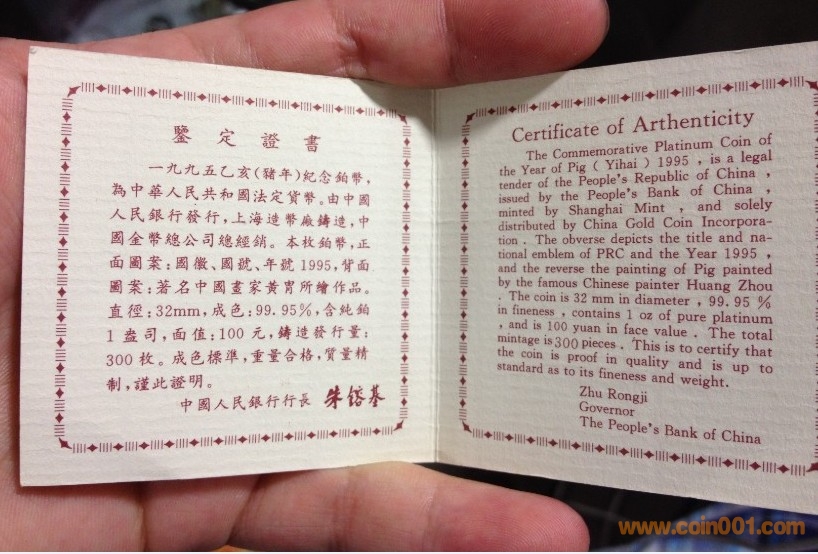 鑒定證書
一九九五乙亥(豬年)紀念鉑幣,
為中華人民共和國法定貨幣。由中國
人民銀行發行,上海造幣廠鑄造,中
國金幣總公司總經銷。本枚鉑幣,正
面圖案:國徽、國號、年號1995,背面
圖案:著名中國畫家黃胄所繪作品。
直徑:32mm,成色:99.95%,含純鉑
1盎司,面值:100元,鑄造發行量:
300枚。成色標準,重量合格,質量精
制,謹此證明。
中國人民銀行行長 朱镕基
Certificate of Arthenticity
The Commemorative Platinum Coin of
the Year of Pig ( Yihai ) 1995 , is a legal
tender of the People's Republic of China ,
issued by the People's Bank of China ,
minted by Shanghai Mint , and solely
distributed by China Gold Coin Incorpora-
tion . The obverse depicts the title and na-
tional emblem of PRC and the Year 1995 ,
and the reverse the painting of Pig painted
by the famous Chinese painter Huang Zhou
. The coin is 32 mm in diameter , 99. 95 %
in fineness , contains 1 oz of pure platinum
, and is 100 yuan in face value . The total
mintage is 300 pieces . This is to certify that
the coin is proof in quality and is up to
standard as to its fineness and weight.
Zhu Rongji
Governor
The People's Bank of China
www.coin001.com